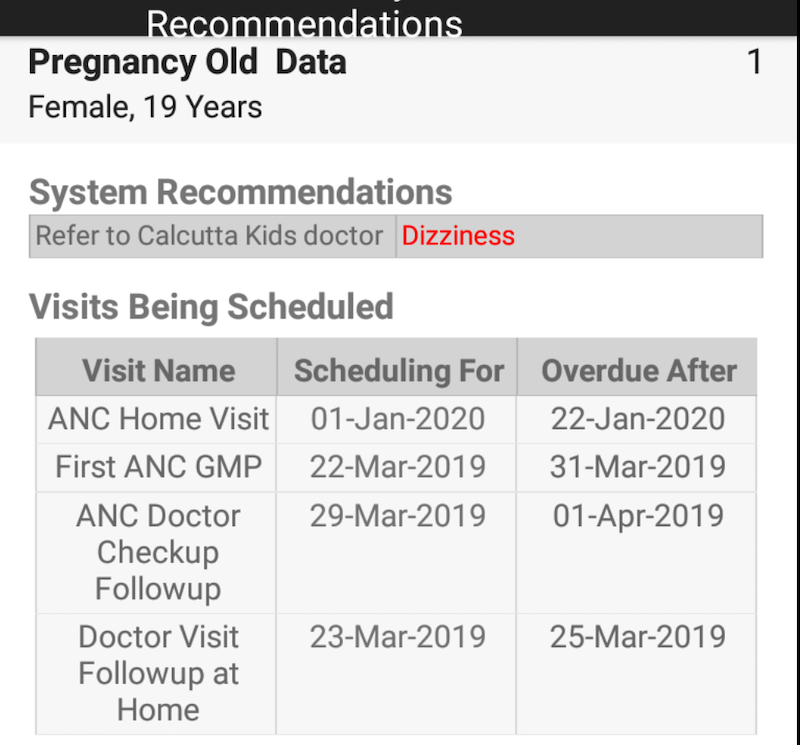 Recommendations
Pregnancy Old  Data 1
Female, 19 Years
System Recommendations
Refer to Calcutta Kids doctor Dizziness
Visits Being Scheduled
Visit Name Scheduling For Overdue After
ANC Home Visit 01-Jan-2020 22-Jan-2020
First ANC GMP 22-Mar-2019 31-Mar-2019
ANC Doctor 29-Mar-2019 01-Apr-2019
Checkup
Followup
Doctor Visit 23-Mar-2019 25-Mar-2019
Followup at
Home